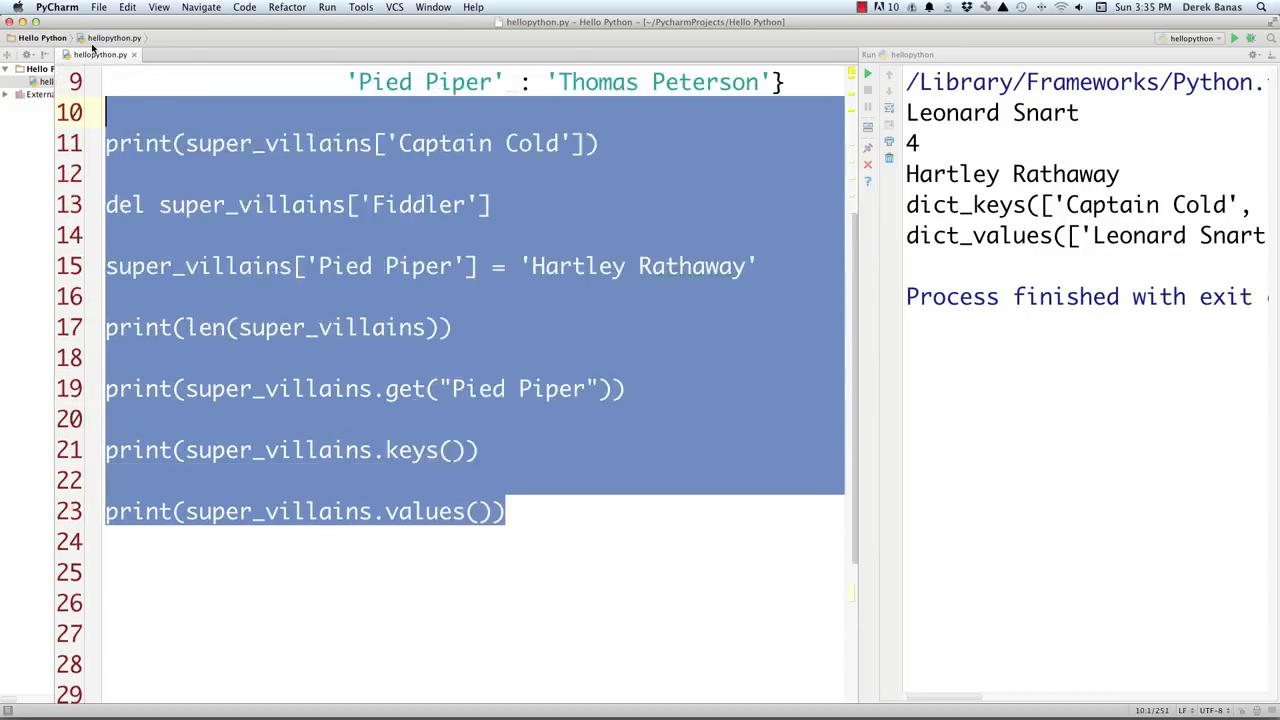 PyCharm File Edit View Navigate Code Refactor Run Tools VCS Window Help 10 Sun 3:35 PM Derek Banas
hellopython.py – Hello Python – [~/PycharmProjects/Hello Python]
Hello Python hellopython.py hellopython
hellopython.py Run hellopython
Hello P
hell
Externa
9 'Pied Piper' : 'Thomas Peterson'}
10
11 print(super_villains['Captain Cold'])
12
13 del super_villains['Fiddler']
14
15 super_villains['Pied Piper'] = 'Hartley Rathaway'
16
17 print(len(super_villains))
18
19 print(super_villains.get("Pied Piper"))
20
21 print(super_villains.keys())
22
23 print(super_villains.values())
24
25
26
27
28
29
/Library/Frameworks/Python.
Leonard Snart
4
Hartley Rathaway
dict_keys(['Captain Cold',
dict_values(['Leonard Snart
Process finished with exit
10:1/251 LF UTF-8